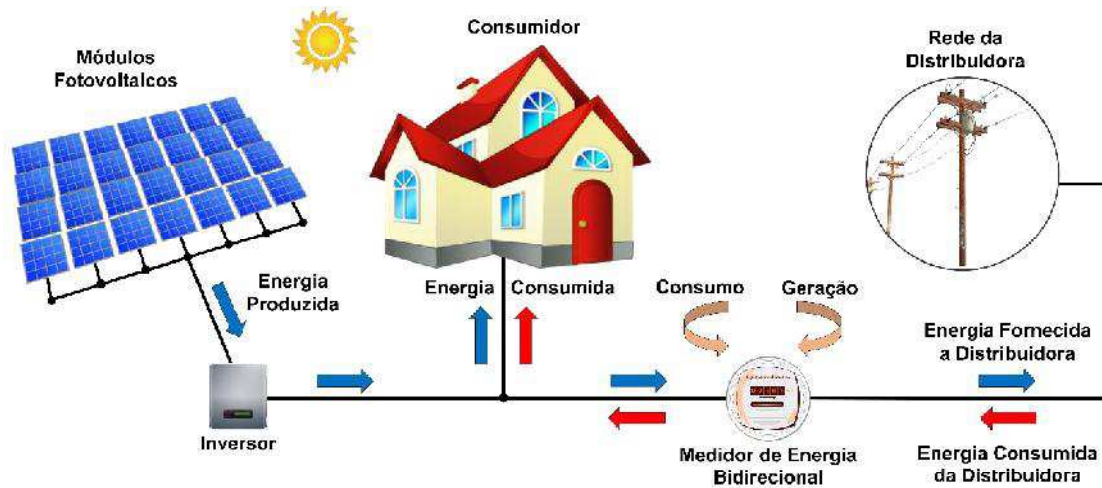 Módulos
Fotovoltaicos
Consumidor
Rede da
Distribuidora
Energia
Produzida
Energia Consumida
Consumo Geração
Energia Fornecida
a Distribuidora
Inversor
Medidor de Energia
Bidirecional
Energia Consumida
da Distribuidora